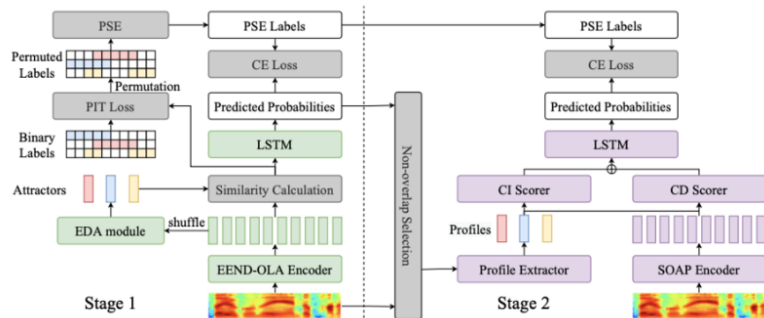 PSE
PSE Labels
PSE Labels
Permuted
Labels
CE Loss
CE Loss
Permutation
PIT Loss
Predicted Probabilities
Predicted Probabilities
Binary
Labels
LSTM
LSTM
Non-overlap Selection
Attractors
Similarity Calculation
CI Scorer
CD Scorer
EDA module
shuffle
Profiles
EEND-OLA Encoder
Profile Extractor
SOAP Encoder
Stage 1
Stage 2